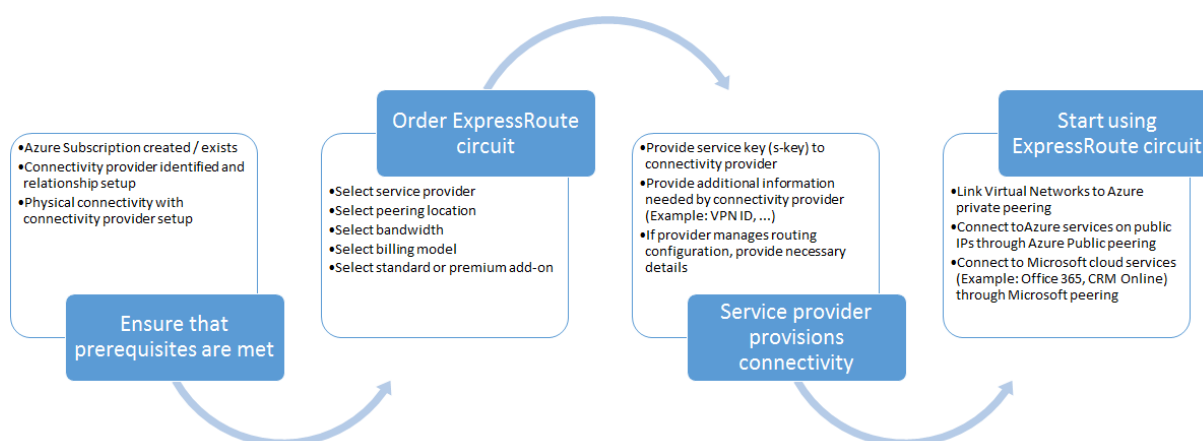 •Azure Subscription created / exists
•Connectivity provider identified and
relationship setup
•Physical connectivity with
connectivity provider setup
Ensure that
prerequisites are met
Order ExpressRoute
circuit
•Select service provider
•Select peering location
•Select bandwidth
•Select billing model
•Select standard or premium add-on
•Provide service key (s-key) to
connectivity provider
•Provide additional information
needed by connectivity provider
(Example: VPN ID, ...)
•If provider manages routing
configuration, provide necessary
details
Service provider
provisions
connectivity
Start using
ExpressRoute circuit
•Link Virtual Networks to Azure
private peering
•Connect toAzure services on public
IPs through Azure Public peering
•Connect to Microsoft cloud services
(Example: Office 365, CRM Online)
through Microsoft peering